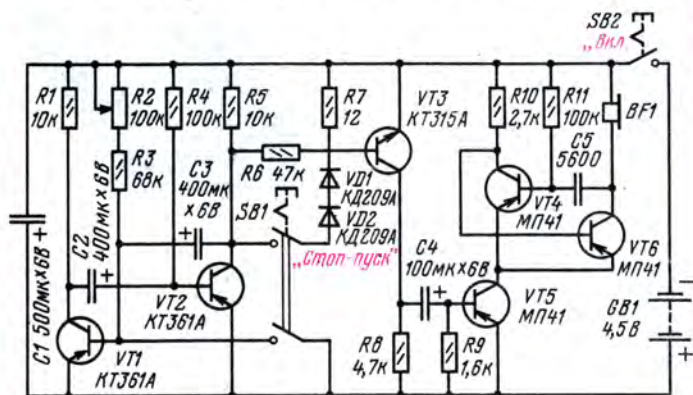 SB2
„Вкл.
R1
10к
R2
100к
R4
100к
R5
10к
R7
12
VT3
КТ315А
R10
2,7к
R11
100к
BF1
C5
5600
R3
68к
C3
400мк
×6В
R6 47к
SB1
VD1
КД209А
VD2
КД209А
„Стоп-пуск"
VT4
МП41
VT6
МП41
C1 500мк×6В +
C2
400мк×6В
+
+
VT2
КТ361А
C4
100мк×6В
+
VT5
МП41
GB1
4,5В
−
+
VT1
КТ361А
R8
4,7к
R9
1,6к